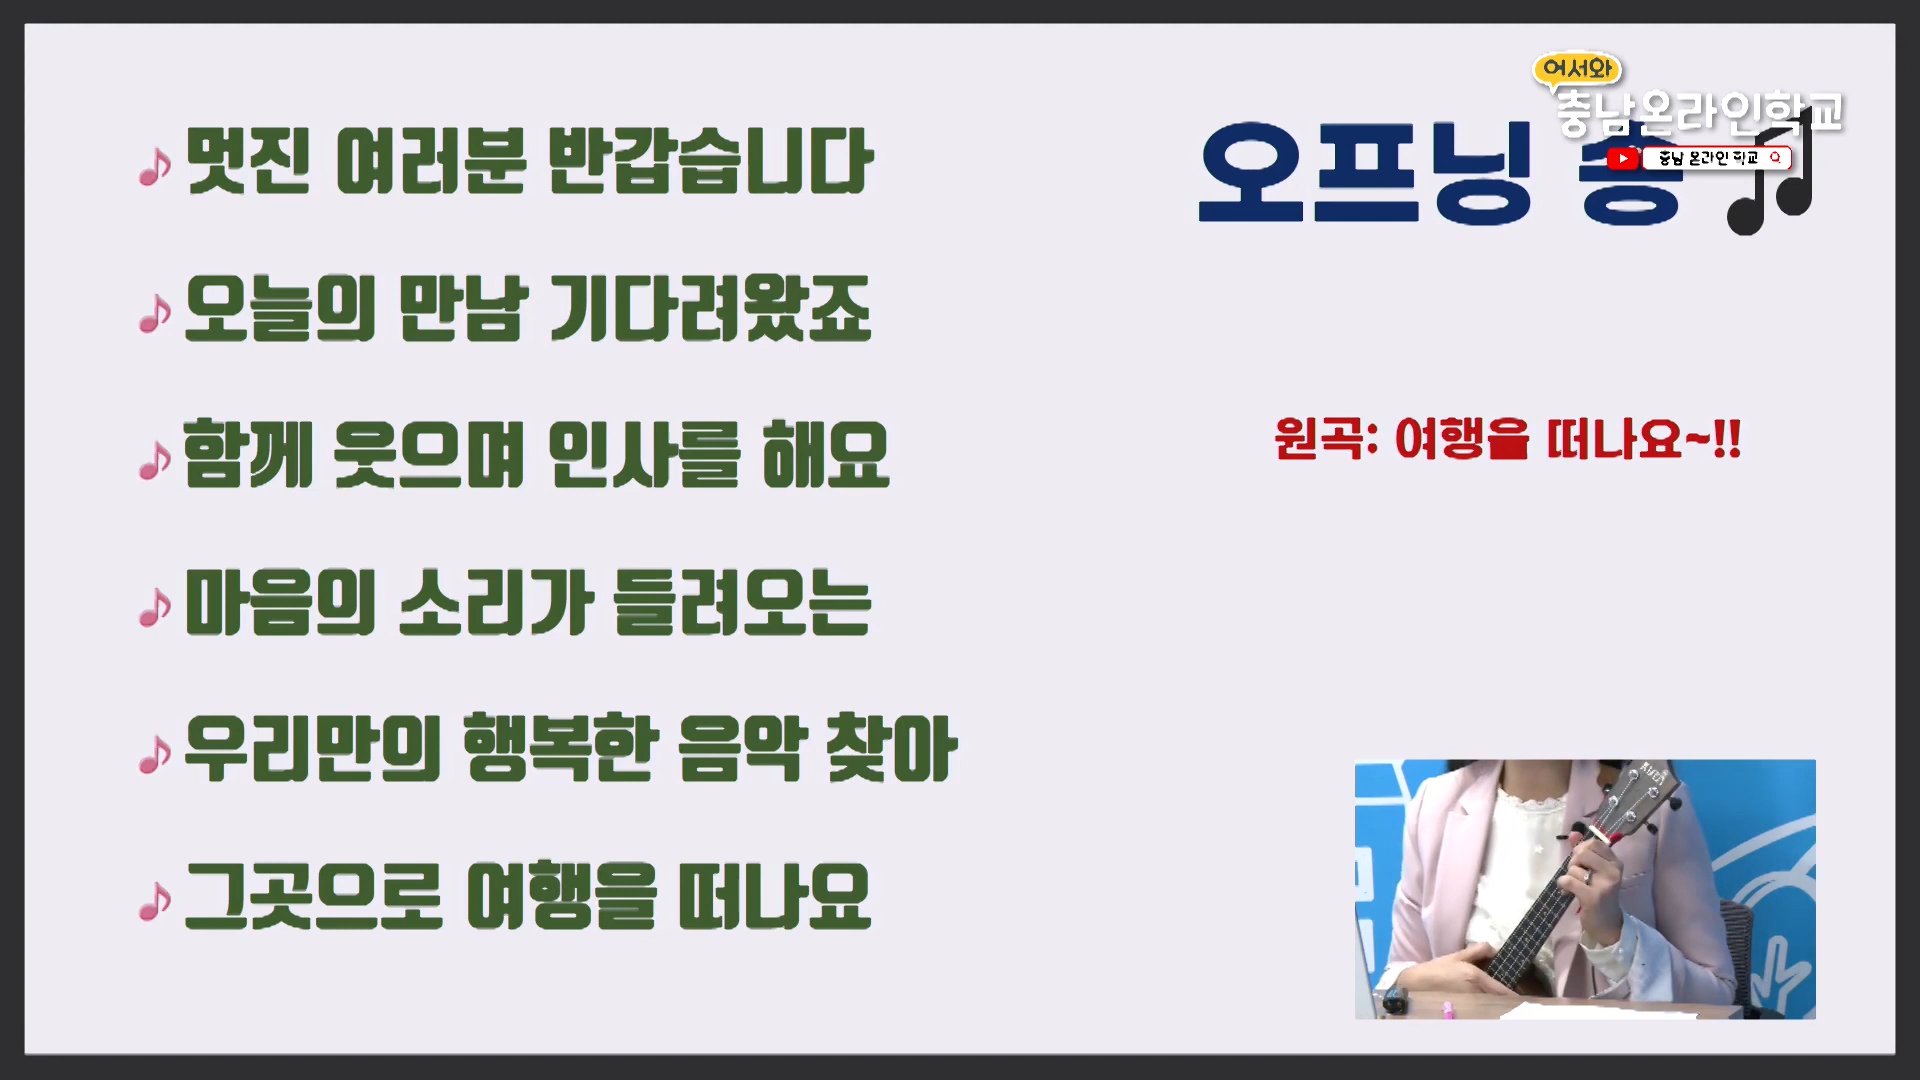 어서와
충남온라인학교
충남 온라인 학교
오프닝 송
멋진 여러분 반갑습니다
오늘의 만남 기다려왔죠
함께 웃으며 인사를 해요
마음의 소리가 들려오는
우리만의 행복한 음악 찾아
그곳으로 여행을 떠나요
원곡: 여행을 떠나요~!!